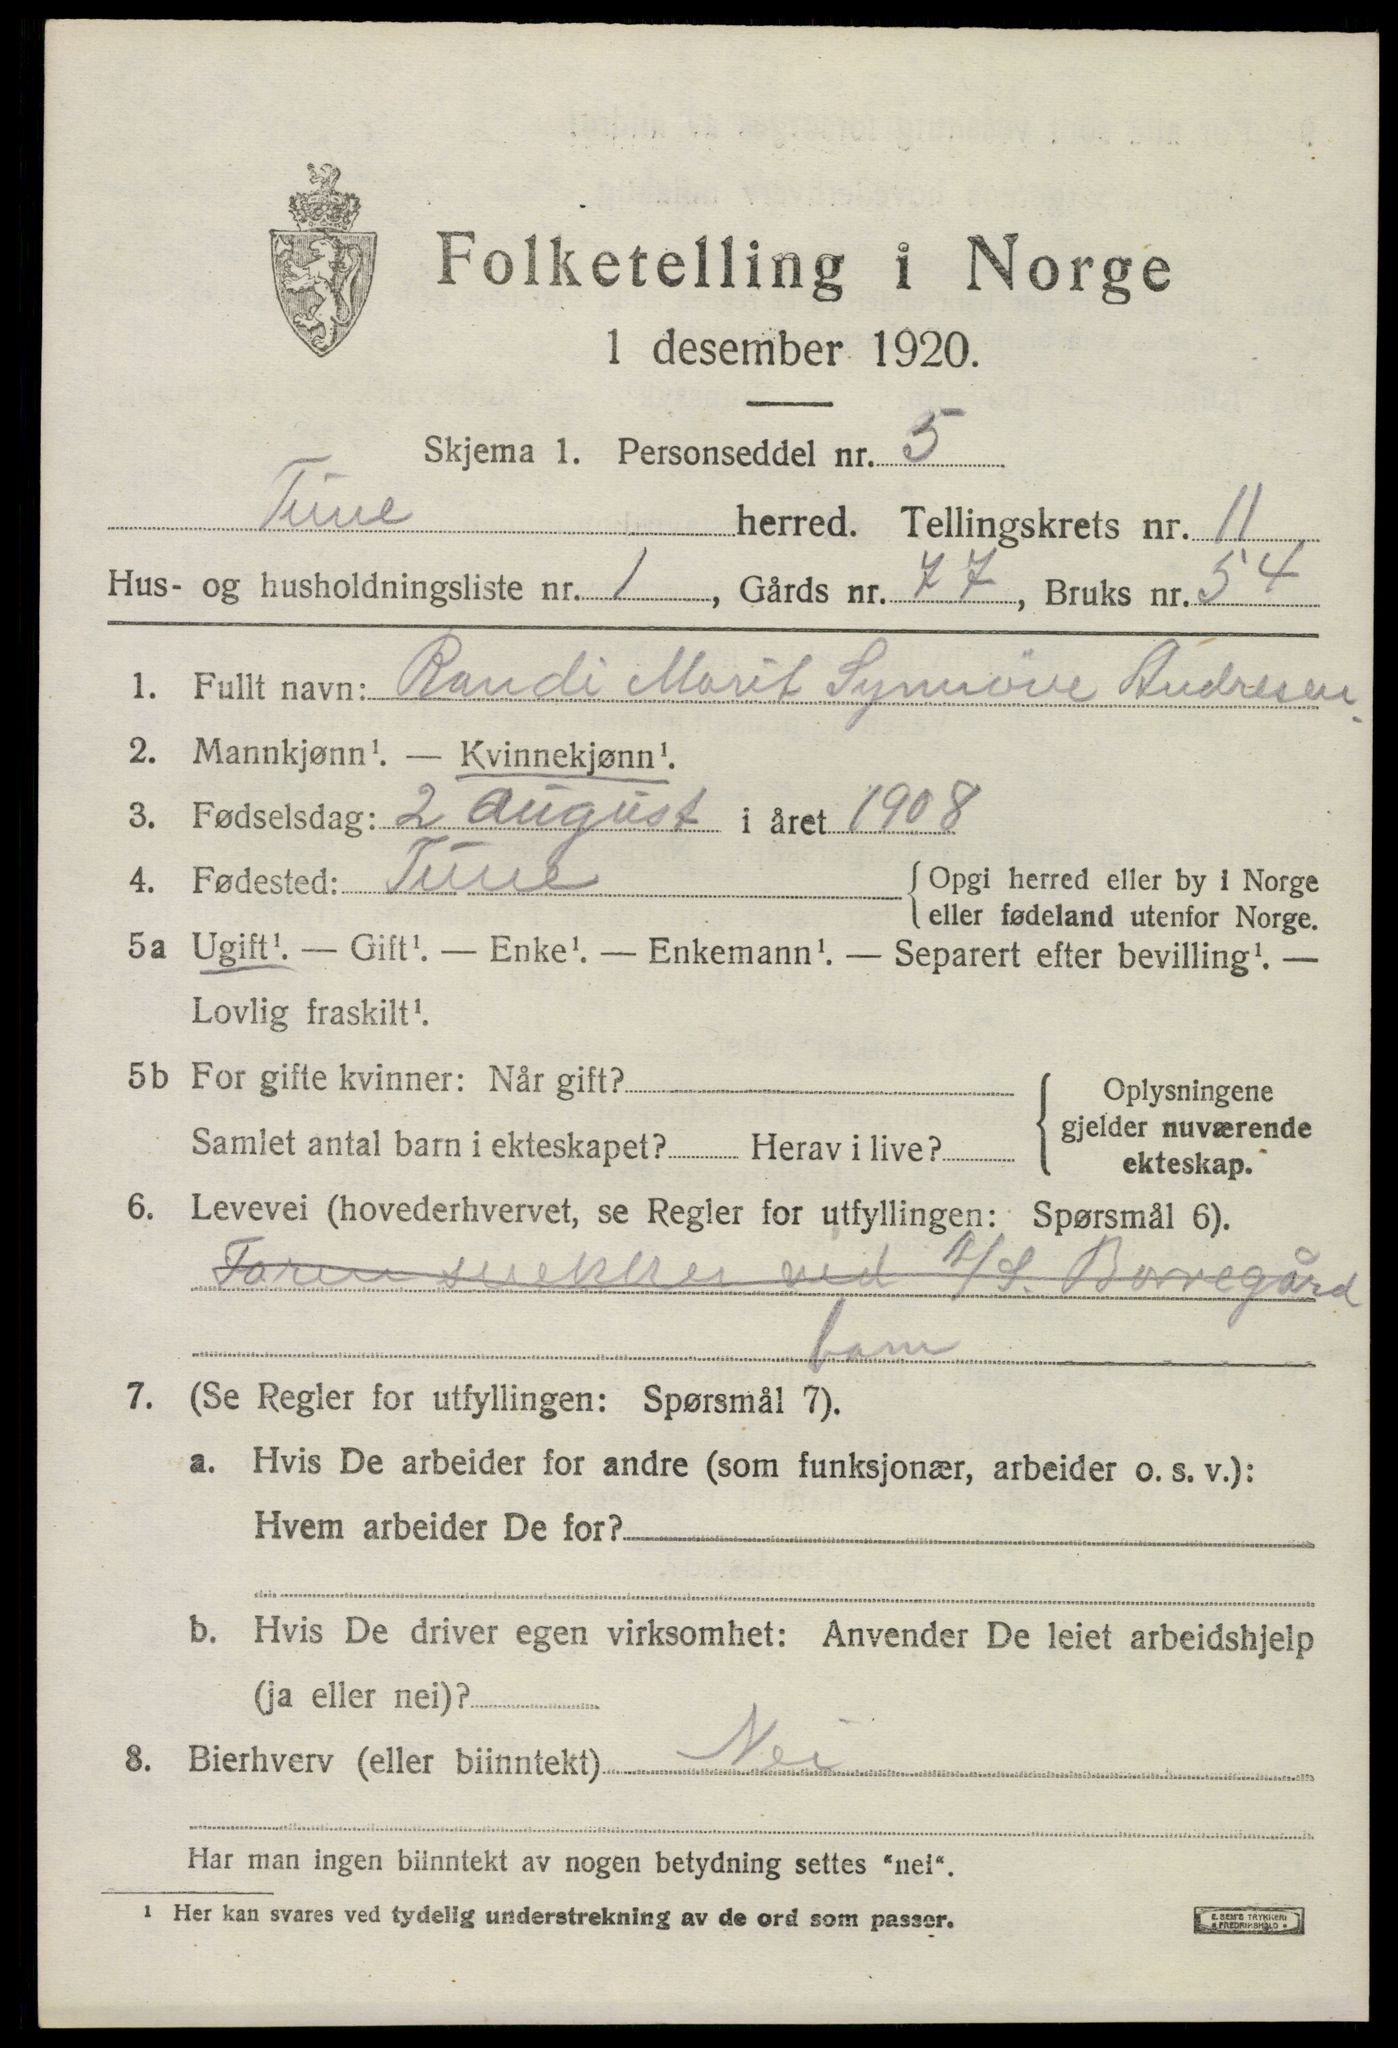 Folketelling i Norge
1 desember 1920.
Skjema 1. Personseddel nr. 5
Tune herred. Tellingskrets nr. 11
Hus- og husholdningsliste nr. 1, Gårds nr. 77, Bruks nr. 54
1. Fullt navn: Randi Marit Synnöve Andresen.
2. Mannkjønn¹. — Kvinnekjønn¹.
3. Fødselsdag: 2 august i året 1908
4. Fødested: Tune { Opgi herred eller by i Norge
eller fødeland utenfor Norge.
5a Ugift¹. — Gift¹. — Enke¹. — Enkemann¹. — Separert efter bevilling¹. —
Lovlig fraskilt¹.
5b For gifte kvinner: Når gift?
Samlet antal barn i ekteskapet? Herav i live?
{ Oplysningene
gjelder nuværende
ekteskap.
6. Levevei (hovederhvervet, se Regler for utfyllingen: Spørsmål 6).
Faren snekker ved A/S. Borregård
barn
7. (Se Regler for utfyllingen: Spørsmål 7).
a. Hvis De arbeider for andre (som funksjonær, arbeider o. s. v.):
Hvem arbeider De for?
b. Hvis De driver egen virksomhet: Anvender De leiet arbeidshjelp
(ja eller nei)?
8. Bierhverv (eller biinntekt) Nei
Har man ingen biinntekt av nogen betydning settes "nei".
¹ Her kan svares ved tydelig understrekning av de ord som passer.
E. SEM'S TRYKKERI
FREDRIKSHALD